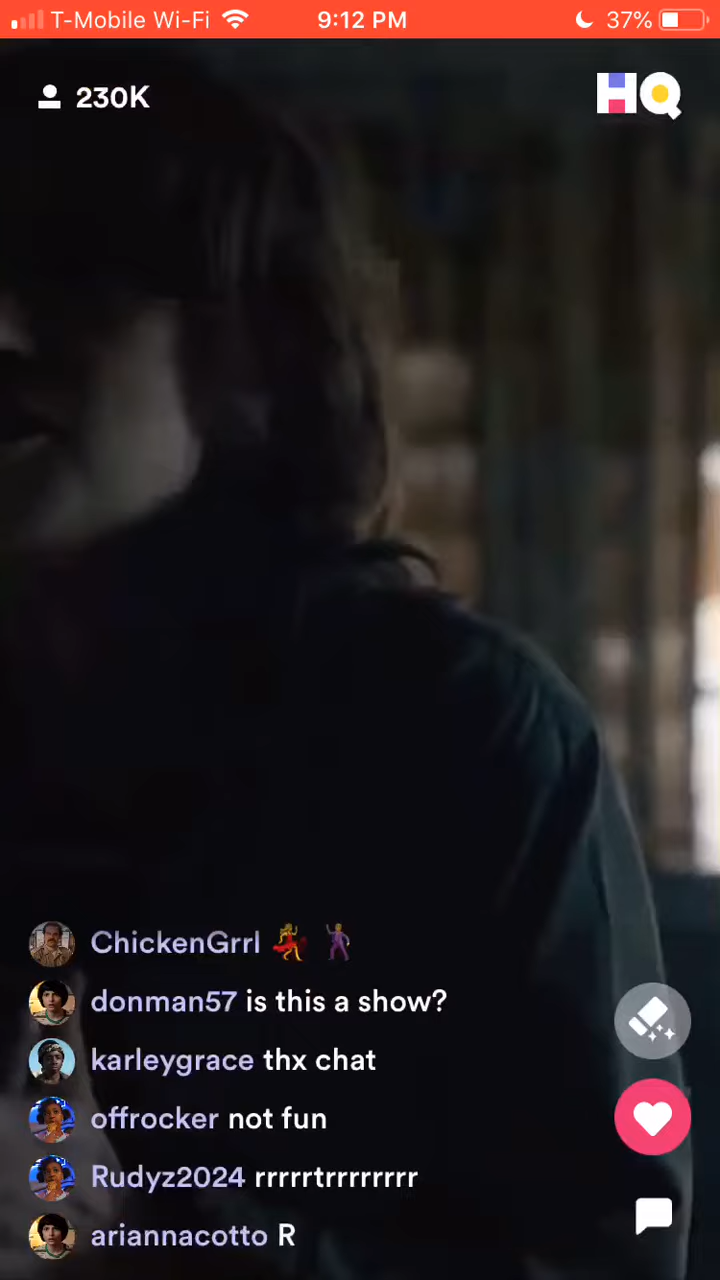 T-Mobile Wi-Fi 9:12 PM 37%
230K HQ
ChickenGrrl 💃 🕺
donman57 is this a show?
karleygrace thx chat
offrocker not fun
Rudyz2024 rrrrrtrrrrrrrr
ariannacotto R